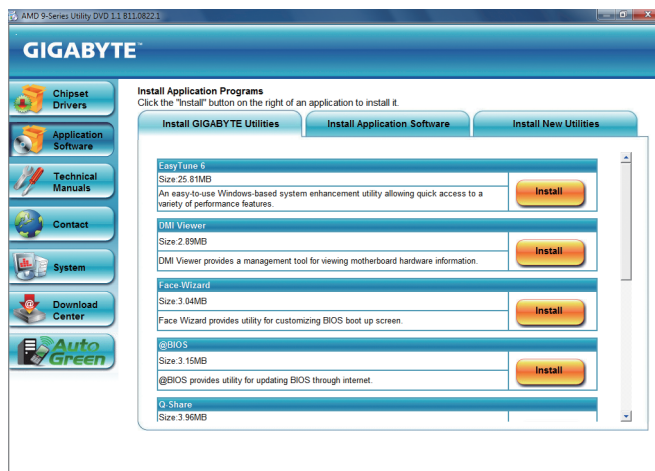 AMD 9-Series Utility DVD 1.1 B11.0822.1
GIGABYTE™
Chipset
Drivers
Application
Software
Technical
Manuals
Contact
System
Download
Center
Auto
Green
Install Application Programs
Click the "Install" button on the right of an application to install it.
Install GIGABYTE Utilities
Install Application Software
Install New Utilities
EasyTune 6
Size:25.81MB
An easy-to-use Windows-based system enhancement utility allowing quick access to a
variety of performance features.
Install
DMI Viewer
Size:2.89MB
DMI Viewer provides a management tool for viewing motherboard hardware information.
Install
Face-Wizard
Size:3.04MB
Face Wizard provides utility for customizing BIOS boot up screen.
Install
@BIOS
Size:3.15MB
@BIOS provides utility for updating BIOS through internet.
Install
Q-Share
Size:3.96MB